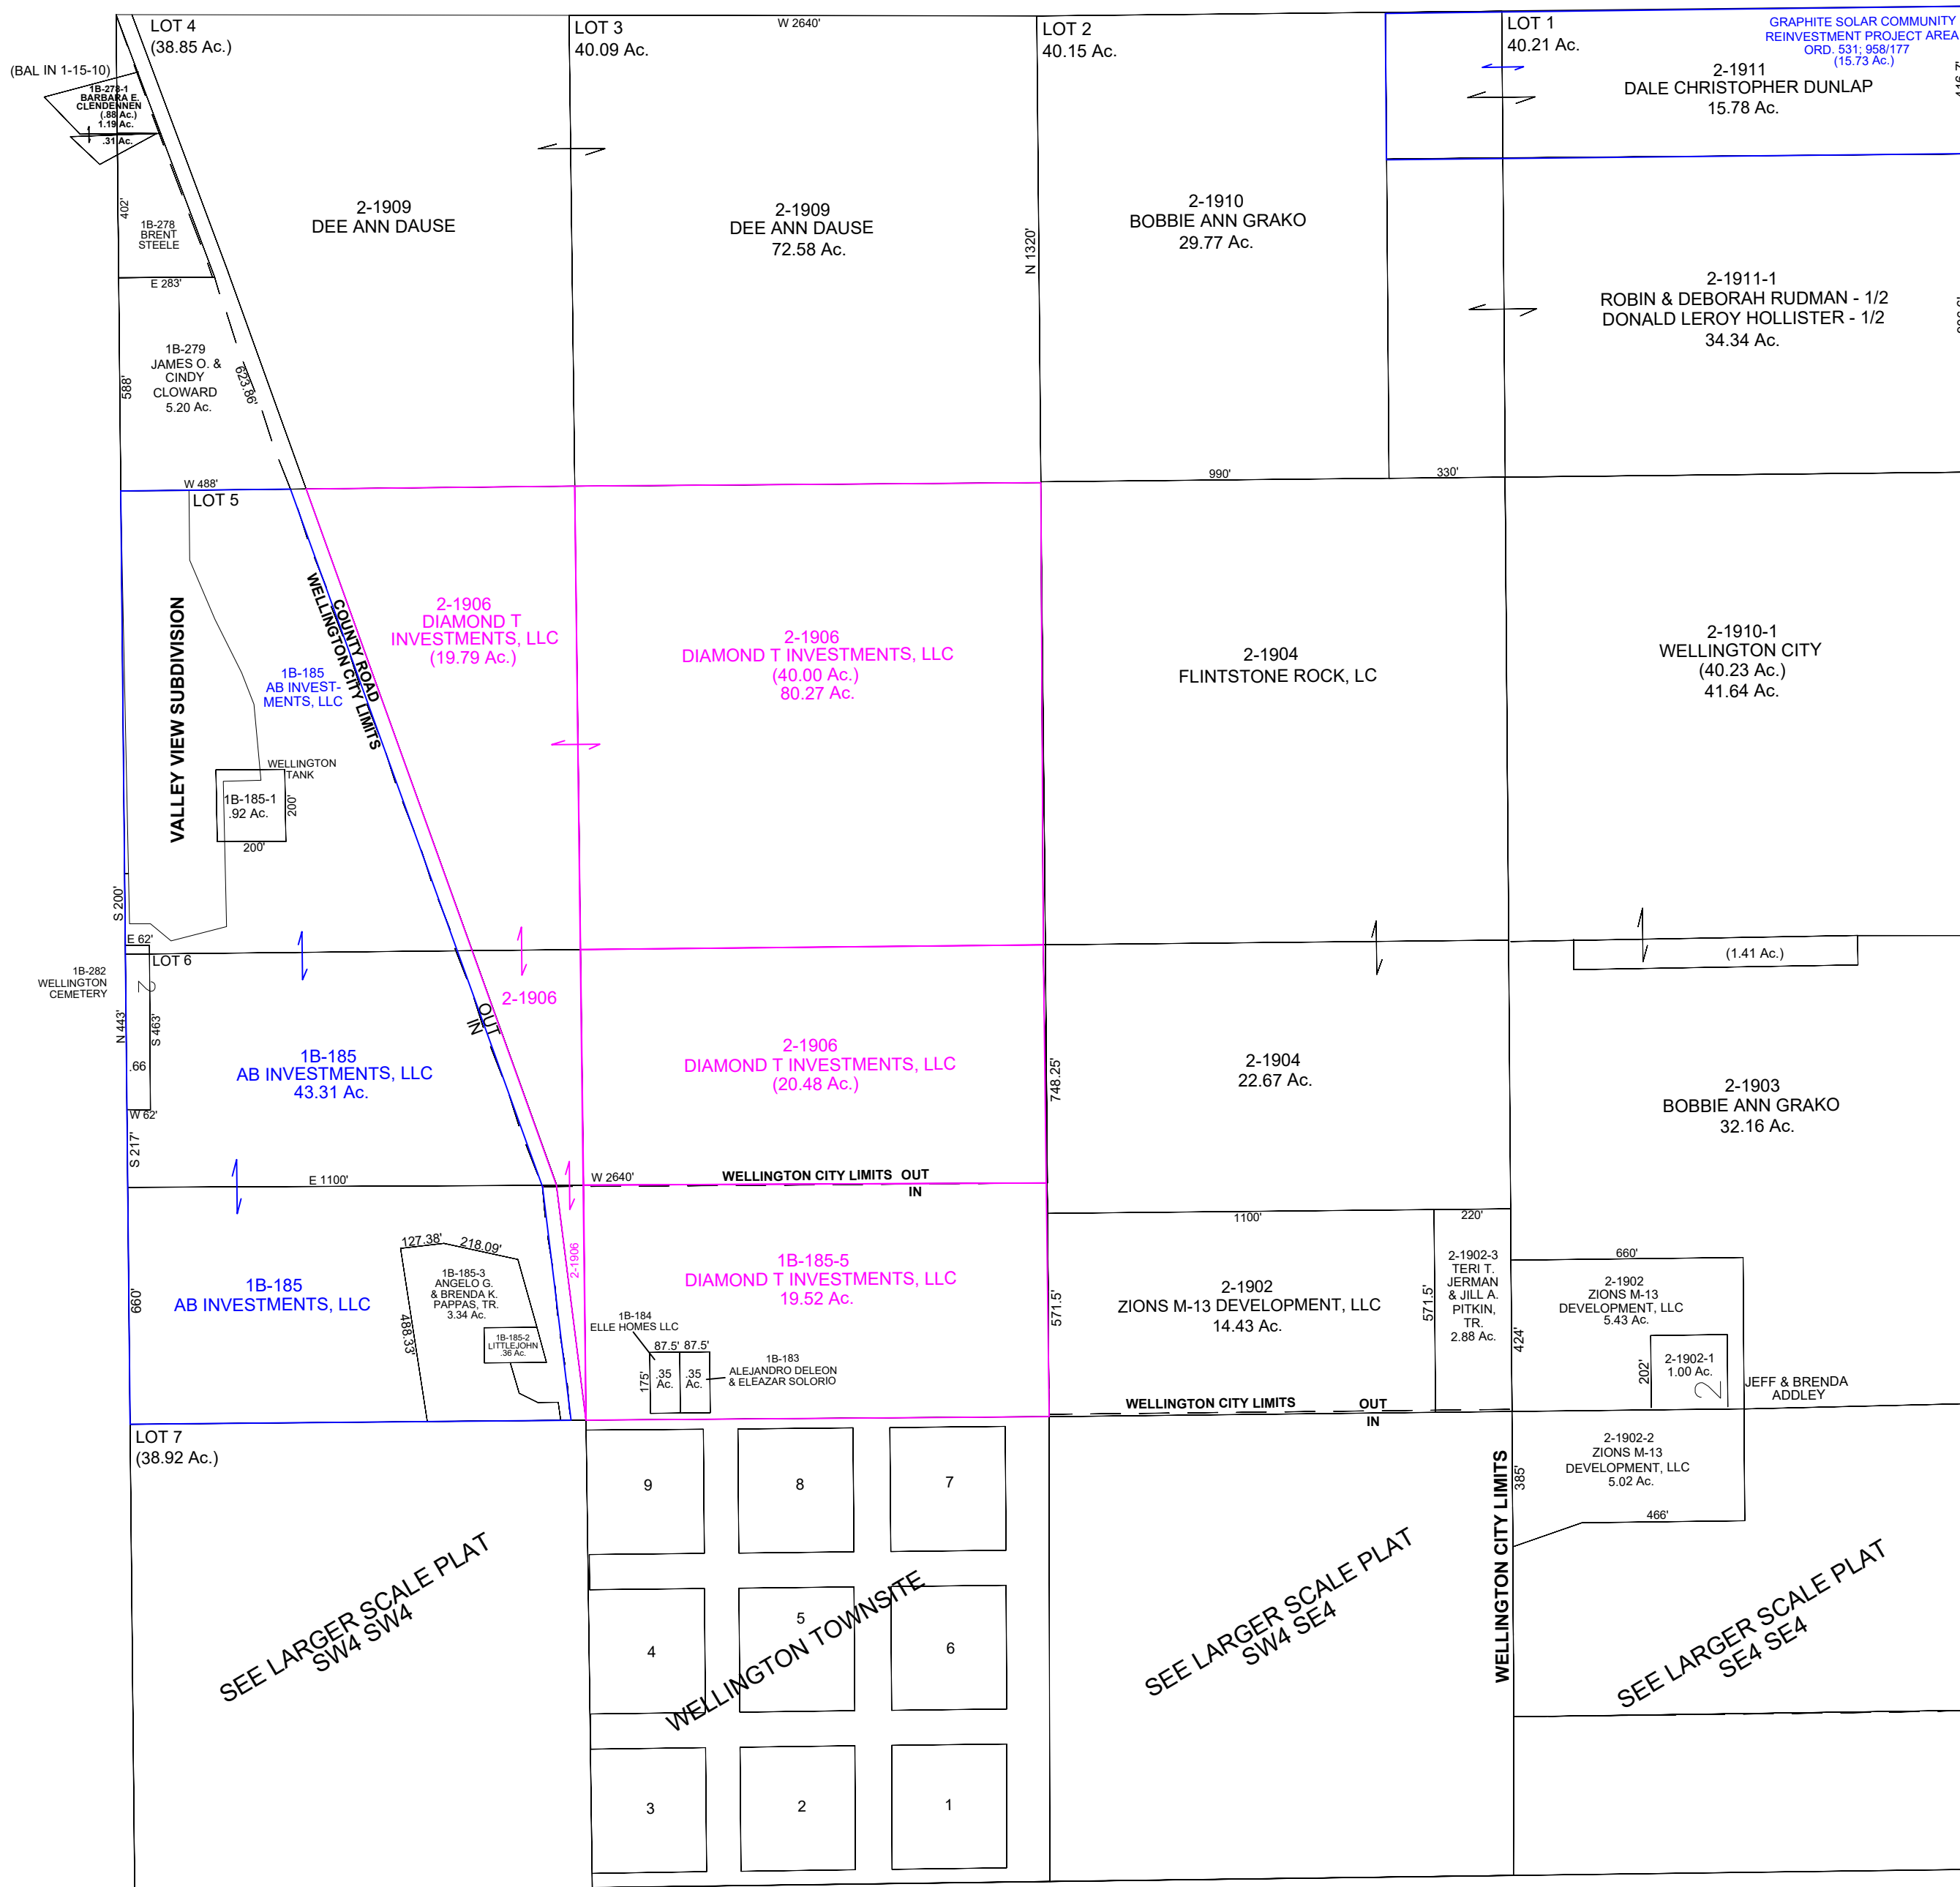 LOT 4
(38.85 Ac.)
LOT 3
40.09 Ac.
W 2640'
LOT 2
40.15 Ac.
LOT 1
40.21 Ac.
GRAPHITE SOLAR COMMUNITY
REINVESTMENT PROJECT AREA
ORD. 531; 958/177
(15.73 Ac.)
2-1911
DALE CHRISTOPHER DUNLAP
15.78 Ac.
(BAL IN 1-15-10)
1B-278-1
BARBARA E.
CLENDENNEN
(.88 Ac.)
1.19 Ac.
.31 Ac.
402'
1B-278
BRENT
STEELE
E 283'
2-1909
DEE ANN DAUSE
2-1909
DEE ANN DAUSE
72.58 Ac.
N 1320'
2-1910
BOBBIE ANN GRAKO
29.77 Ac.
2-1911-1
ROBIN & DEBORAH RUDMAN - 1/2
DONALD LEROY HOLLISTER - 1/2
34.34 Ac.
1B-279
JAMES O. &
CINDY
CLOWARD
5.20 Ac.
588'
623.86'
W 488'
990'
330'
LOT 5
VALLEY VIEW SUBDIVISION
1B-185
AB INVEST-
MENTS, LLC
COUNTY ROAD
WELLINGTON CITY LIMITS
2-1906
DIAMOND T
INVESTMENTS, LLC
(19.79 Ac.)
2-1906
DIAMOND T INVESTMENTS, LLC
(40.00 Ac.)
80.27 Ac.
2-1904
FLINTSTONE ROCK, LC
2-1910-1
WELLINGTON CITY
(40.23 Ac.)
41.64 Ac.
WELLINGTON
TANK
1B-185-1
.92 Ac.
200'
200'
S 200'
E 62'
LOT 6
1B-282
WELLINGTON
CEMETERY
2
N 443'
S 463'
.66
W 62'
S 217'
1B-185
AB INVESTMENTS, LLC
43.31 Ac.
OUT
IN
2-1906
2-1906
DIAMOND T INVESTMENTS, LLC
(20.48 Ac.)
748.25'
2-1904
22.67 Ac.
(1.41 Ac.)
2-1903
BOBBIE ANN GRAKO
32.16 Ac.
E 1100'
W 2640'
WELLINGTON CITY LIMITS OUT
IN
660'
1B-185
AB INVESTMENTS, LLC
127.38'
218.09'
488.33'
1B-185-3
ANGELO G.
& BRENDA K.
PAPPAS, TR.
3.34 Ac.
1B-185-2
LITTLEJOHN
.36 Ac.
2-1906
1B-185-5
DIAMOND T INVESTMENTS, LLC
19.52 Ac.
1B-184
ELLE HOMES LLC
87.5' 87.5'
175'
.35
Ac.
.35
Ac.
1B-183
ALEJANDRO DELEON
& ELEAZAR SOLORIO
571.5'
1100'
2-1902
ZIONS M-13 DEVELOPMENT, LLC
14.43 Ac.
220'
571.5'
2-1902-3
TERI T.
JERMAN
& JILL A.
PITKIN,
TR.
2.88 Ac.
WELLINGTON CITY LIMITS OUT
IN
660'
424'
2-1902
ZIONS M-13
DEVELOPMENT, LLC
5.43 Ac.
202'
2-1902-1
1.00 Ac.
2
JEFF & BRENDA
ADDLEY
2-1902-2
ZIONS M-13
DEVELOPMENT, LLC
5.02 Ac.
385'
466'
LOT 7
(38.92 Ac.)
SEE LARGER SCALE PLAT
SW4 SW4
9
8
7
4
5
6
3
2
1
WELLINGTON TOWNSITE
SEE LARGER SCALE PLAT
SW4 SE4
WELLINGTON CITY LIMITS
SEE LARGER SCALE PLAT
SE4 SE4